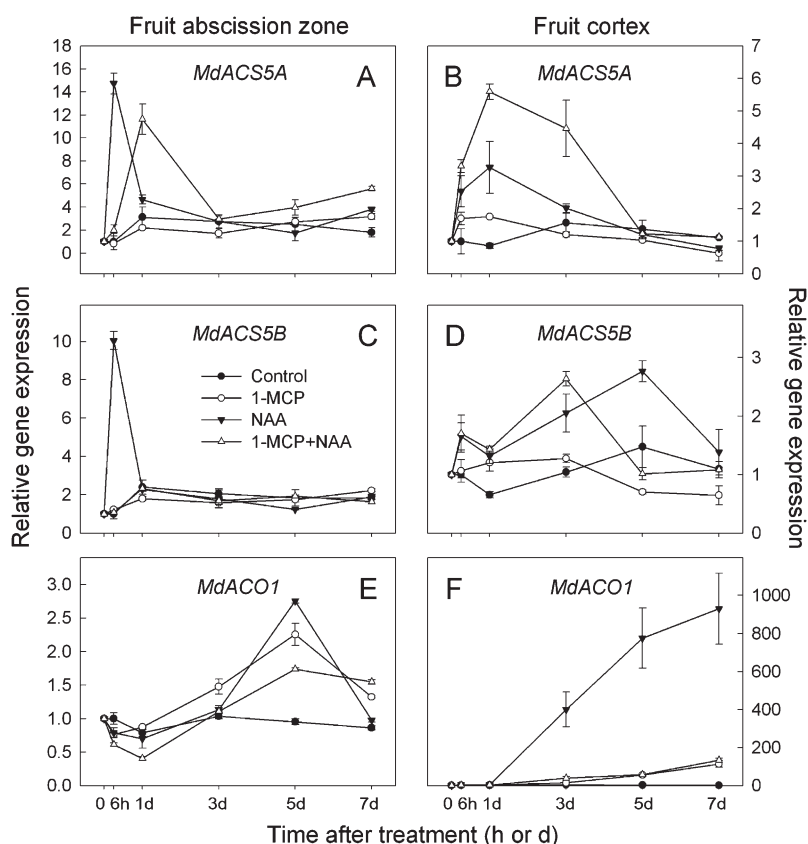 Fruit abscission zone
Fruit cortex
18
16
14
12
10
8
6
4
2
0
MdACS5A
A
B
MdACS5A
7
6
5
4
3
2
1
0
Relative gene expression
10
8
6
4
2
0
MdACS5B
C
Control
1-MCP
NAA
1-MCP+NAA
D
MdACS5B
3
2
1
0
Relative gene expression
3.0
2.5
2.0
1.5
1.0
0.5
0.0
MdACO1
E
F
MdACO1
1000
800
600
400
200
0
0 6h 1d 3d 5d 7d
0 6h 1d 3d 5d 7d
Time after treatment (h or d)